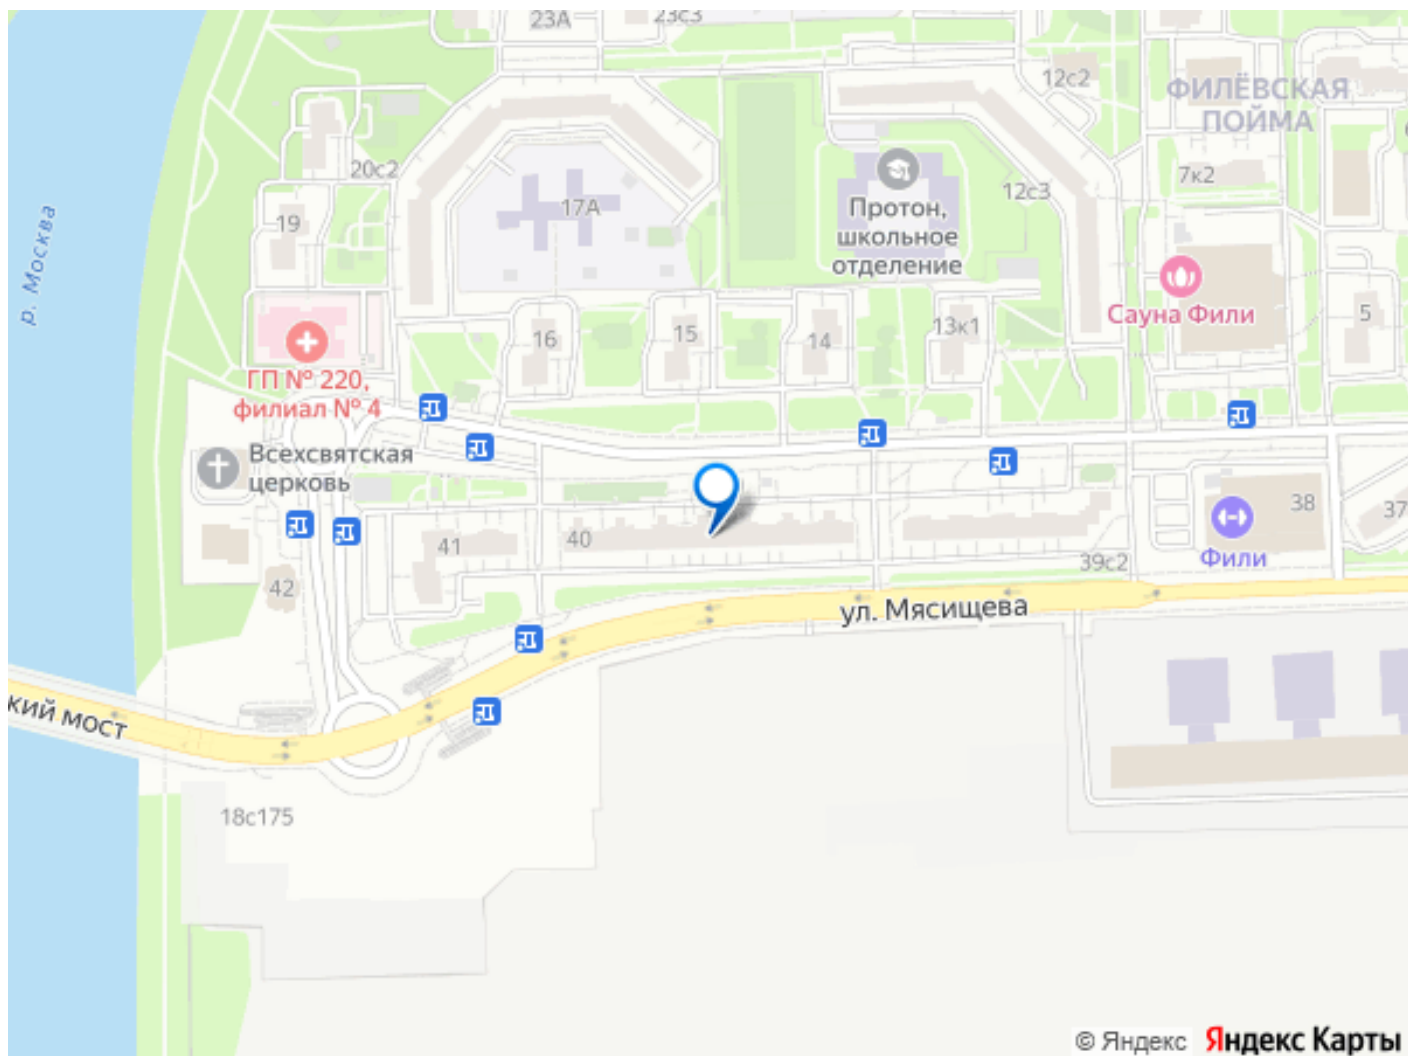 23А
23с3
12с2
ФИЛЁВСКАЯ
ПОЙМА
20с2
7к2
12с3
17А
19
Протон,
школьное
отделение
р. Москва
Сауна Фили
5
16
15
14
13к1
ГП № 220,
филиал № 4
Всехсвятская
церковь
38
37
40
41
Фили
39с2
42
ул. Мясищева
кий мост
18с175
© Яндекс Яндекс Карты